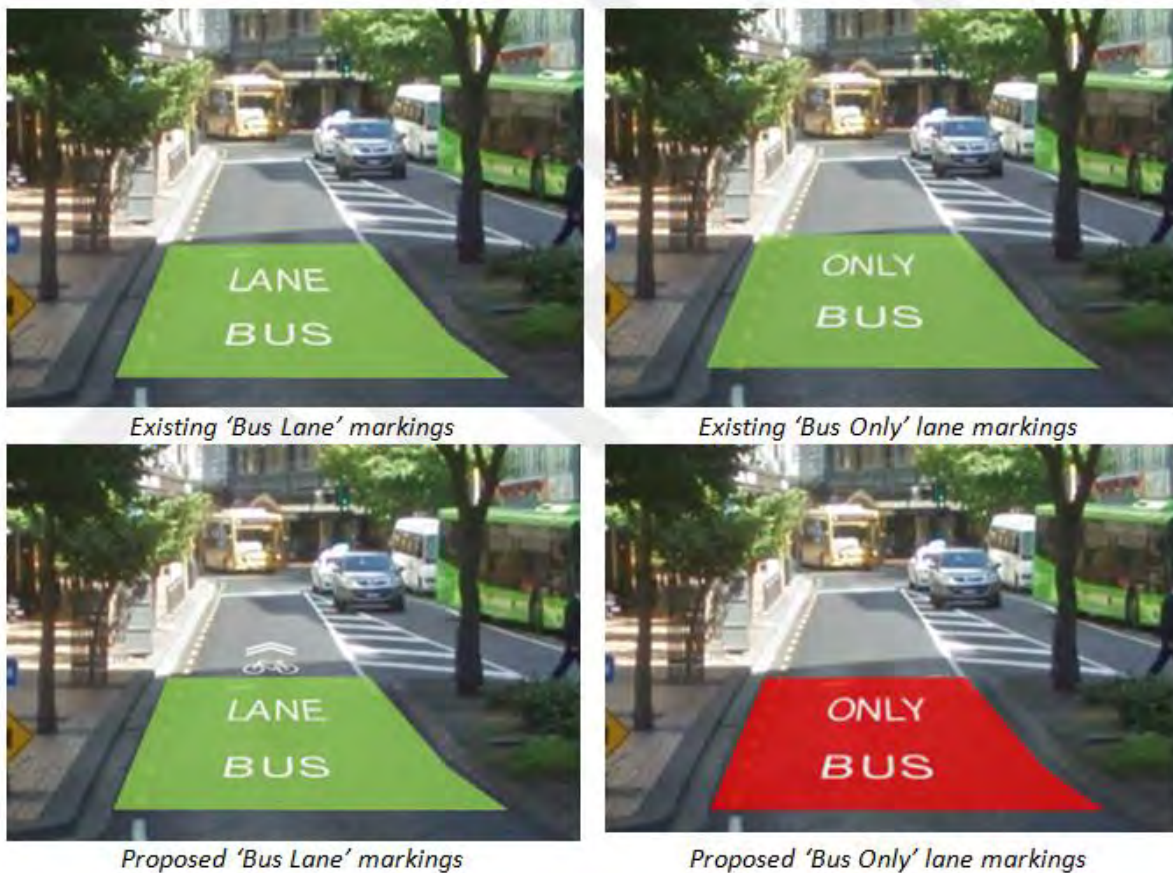 LANE
BUS
Existing ‘Bus Lane’ markings
ONLY
BUS
Existing ‘Bus Only’ lane markings
LANE
BUS
Proposed ‘Bus Lane’ markings
ONLY
BUS
Proposed ‘Bus Only’ lane markings